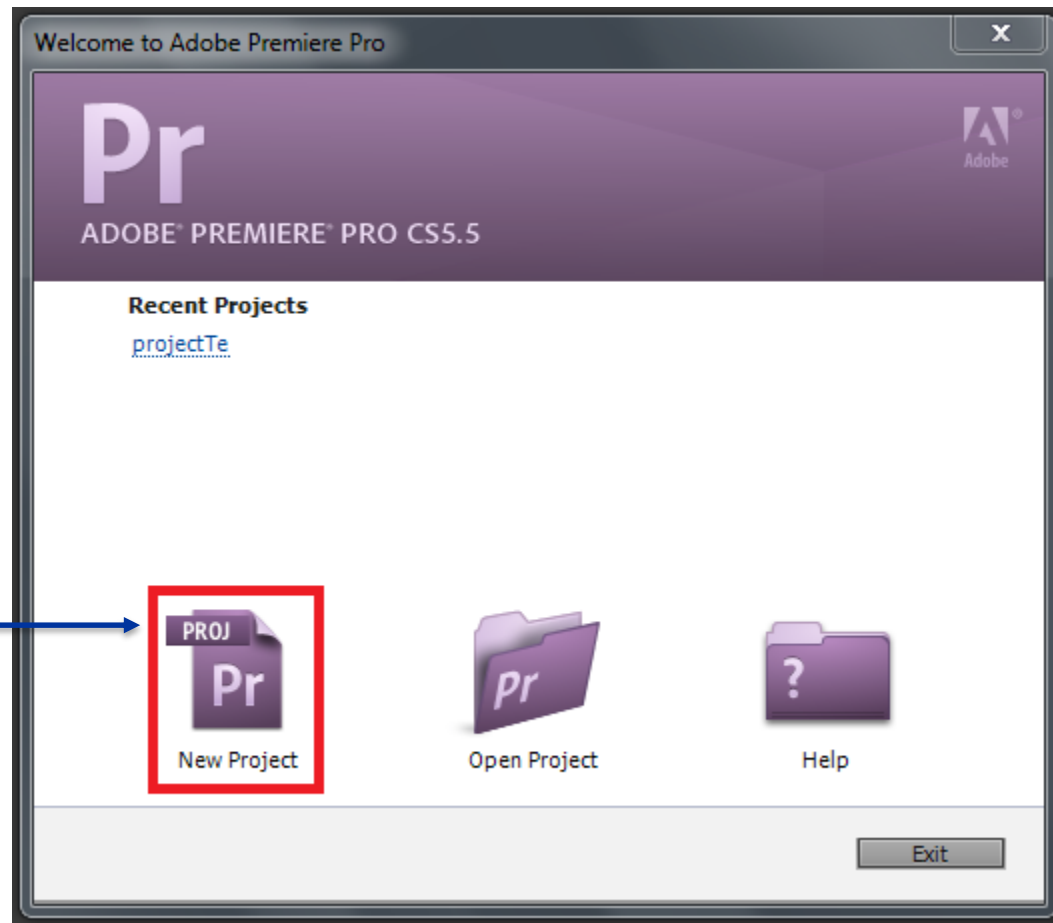 Welcome to Adobe Premiere Pro
x
Pr
Adobe®
ADOBE® PREMIERE® PRO CS5.5
Recent Projects
projectTe
PROJ
Pr
Pr
?
New Project
Open Project
Help
Exit